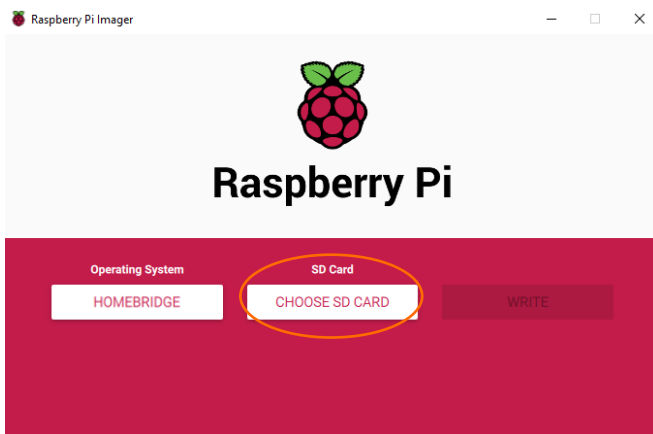 Raspberry Pi Imager
Raspberry Pi
Operating System
SD Card
HOMEBRIDGE
CHOOSE SD CARD
WRITE